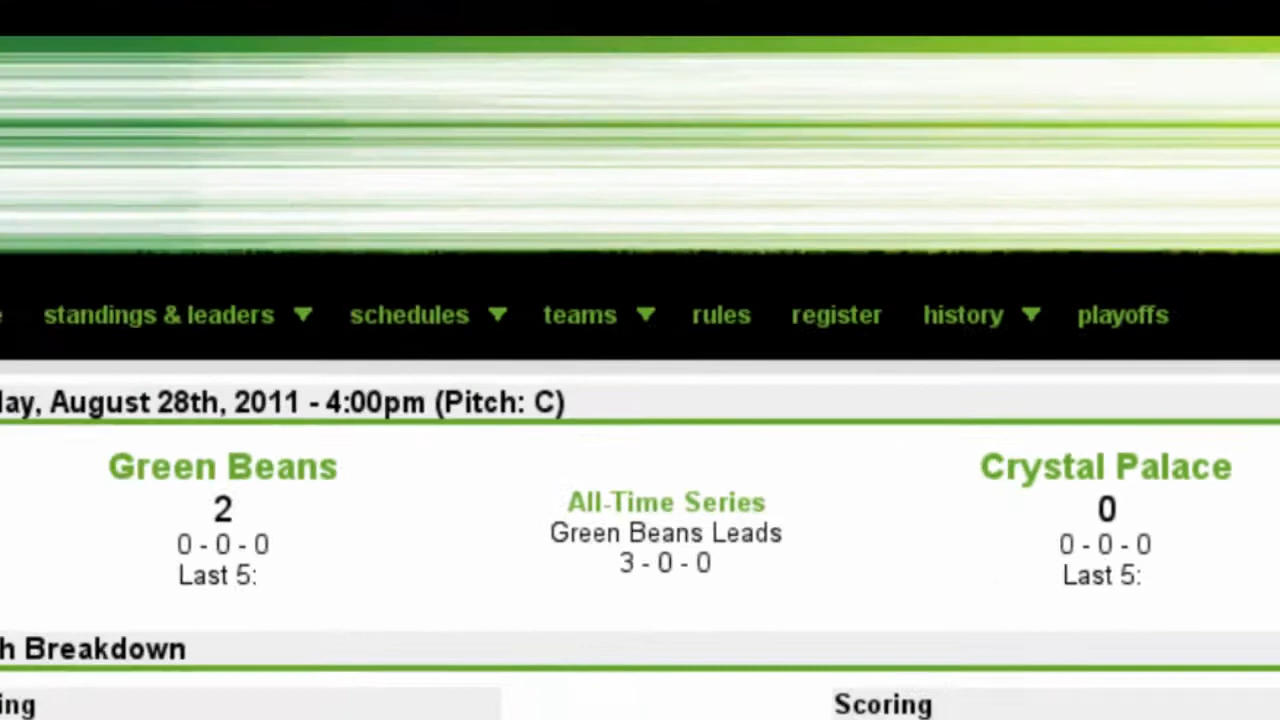 standings & leaders schedules teams rules register history playoffs
August 28th, 2011 - 4:00pm (Pitch: C)
Green Beans
2
0 - 0 - 0
Last 5:
All-Time Series
Green Beans Leads
3 - 0 - 0
Crystal Palace
0
0 - 0 - 0
Last 5:
Breakdown
Scoring